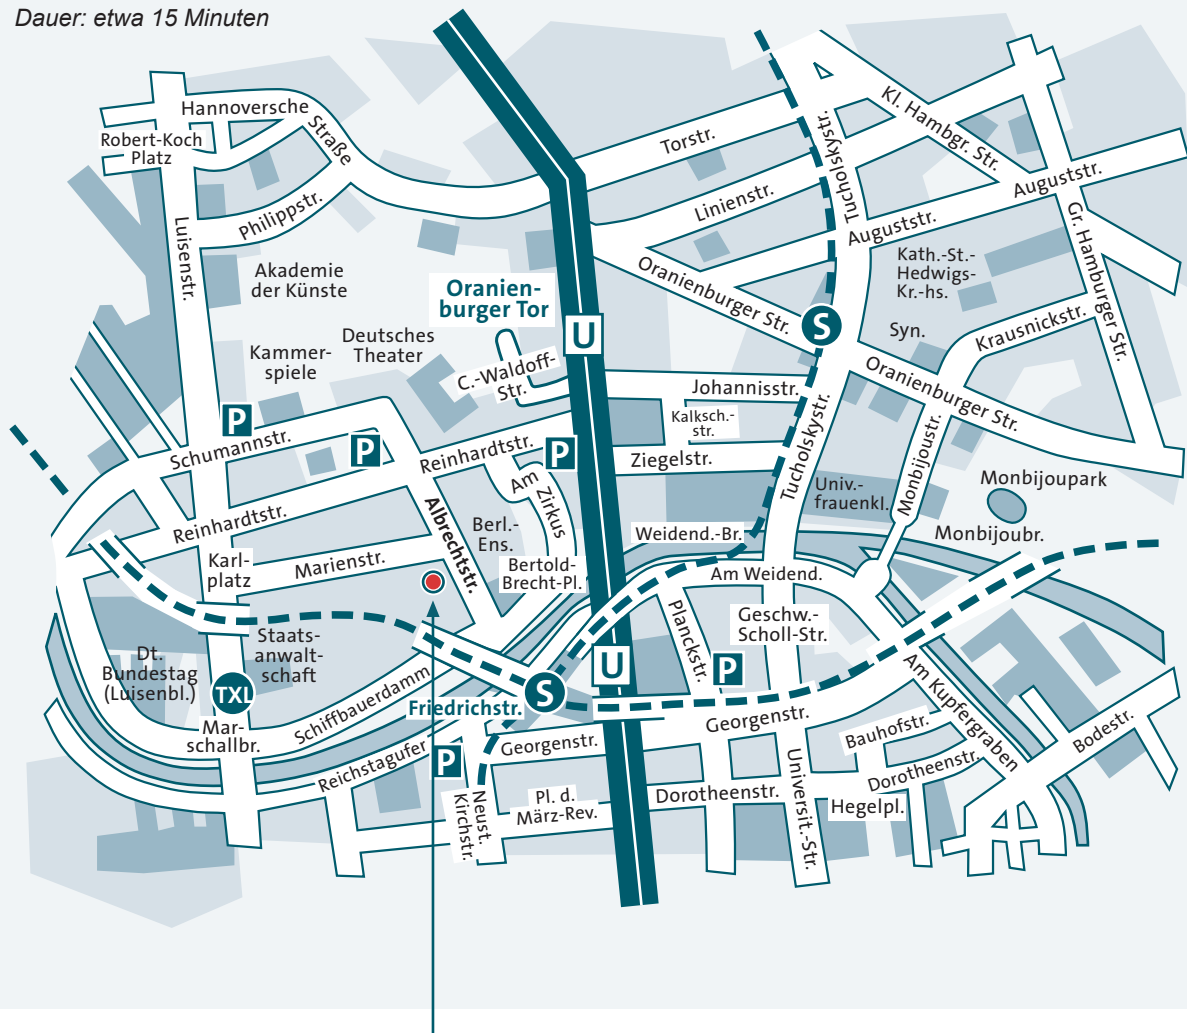 Dauer: etwa 15 Minuten
Hannoversche
Straße
Robert-Koch
Platz
Torstr.
Kl. Hambgr. Str.
Tucholskystr.
Linienstr.
Auguststr.
Auguststr.
Philippstr.
Luisenstr.
Gr. Hamburger Str.
Akademie
der Künste
Oranien-
burger Tor
Oranienburger Str.
Kath.-St.-
Hedwigs-
Kr.-hs.
U
S
Syn.
Krausnickstr.
Deutsches
Theater
Kammer-
spiele
C.-Waldoff-
Str.
Johannisstr.
Oranienburger Str.
P
Schumannstr.
P
Reinhardtstr.
P
Kalksch.-
str.
Ziegelstr.
Tucholskystr.
Monbijoustr.
Univ.-
frauenkl.
Monbijoupark
Monbijoubr.
Am
Zirkus
Albrechtstr.
Berl.-
Ens.
Reinhardtstr.
Weidend.-Br.
Karl-
platz
Marienstr.
Bertold-
Brecht-Pl.
Am Weidend.
Planckstr.
Geschw.-
Scholl-Str.
Staats-
anwalt-
schaft
Dt.
Bundestag
(Luisenbl.)
TXL
Mar-
schallbr.
Schiffbauerdamm
Friedrichstr.
S
U
P
Georgenstr.
Am Kupfergraben
Bodestr.
Reichstagufer
P
Georgenstr.
Bauhofstr.
Dorotheenstr.
Neust.
Kirchstr.
Pl. d.
März-Rev.
Dorotheenstr.
Universit.-Str.
Hegelpl.